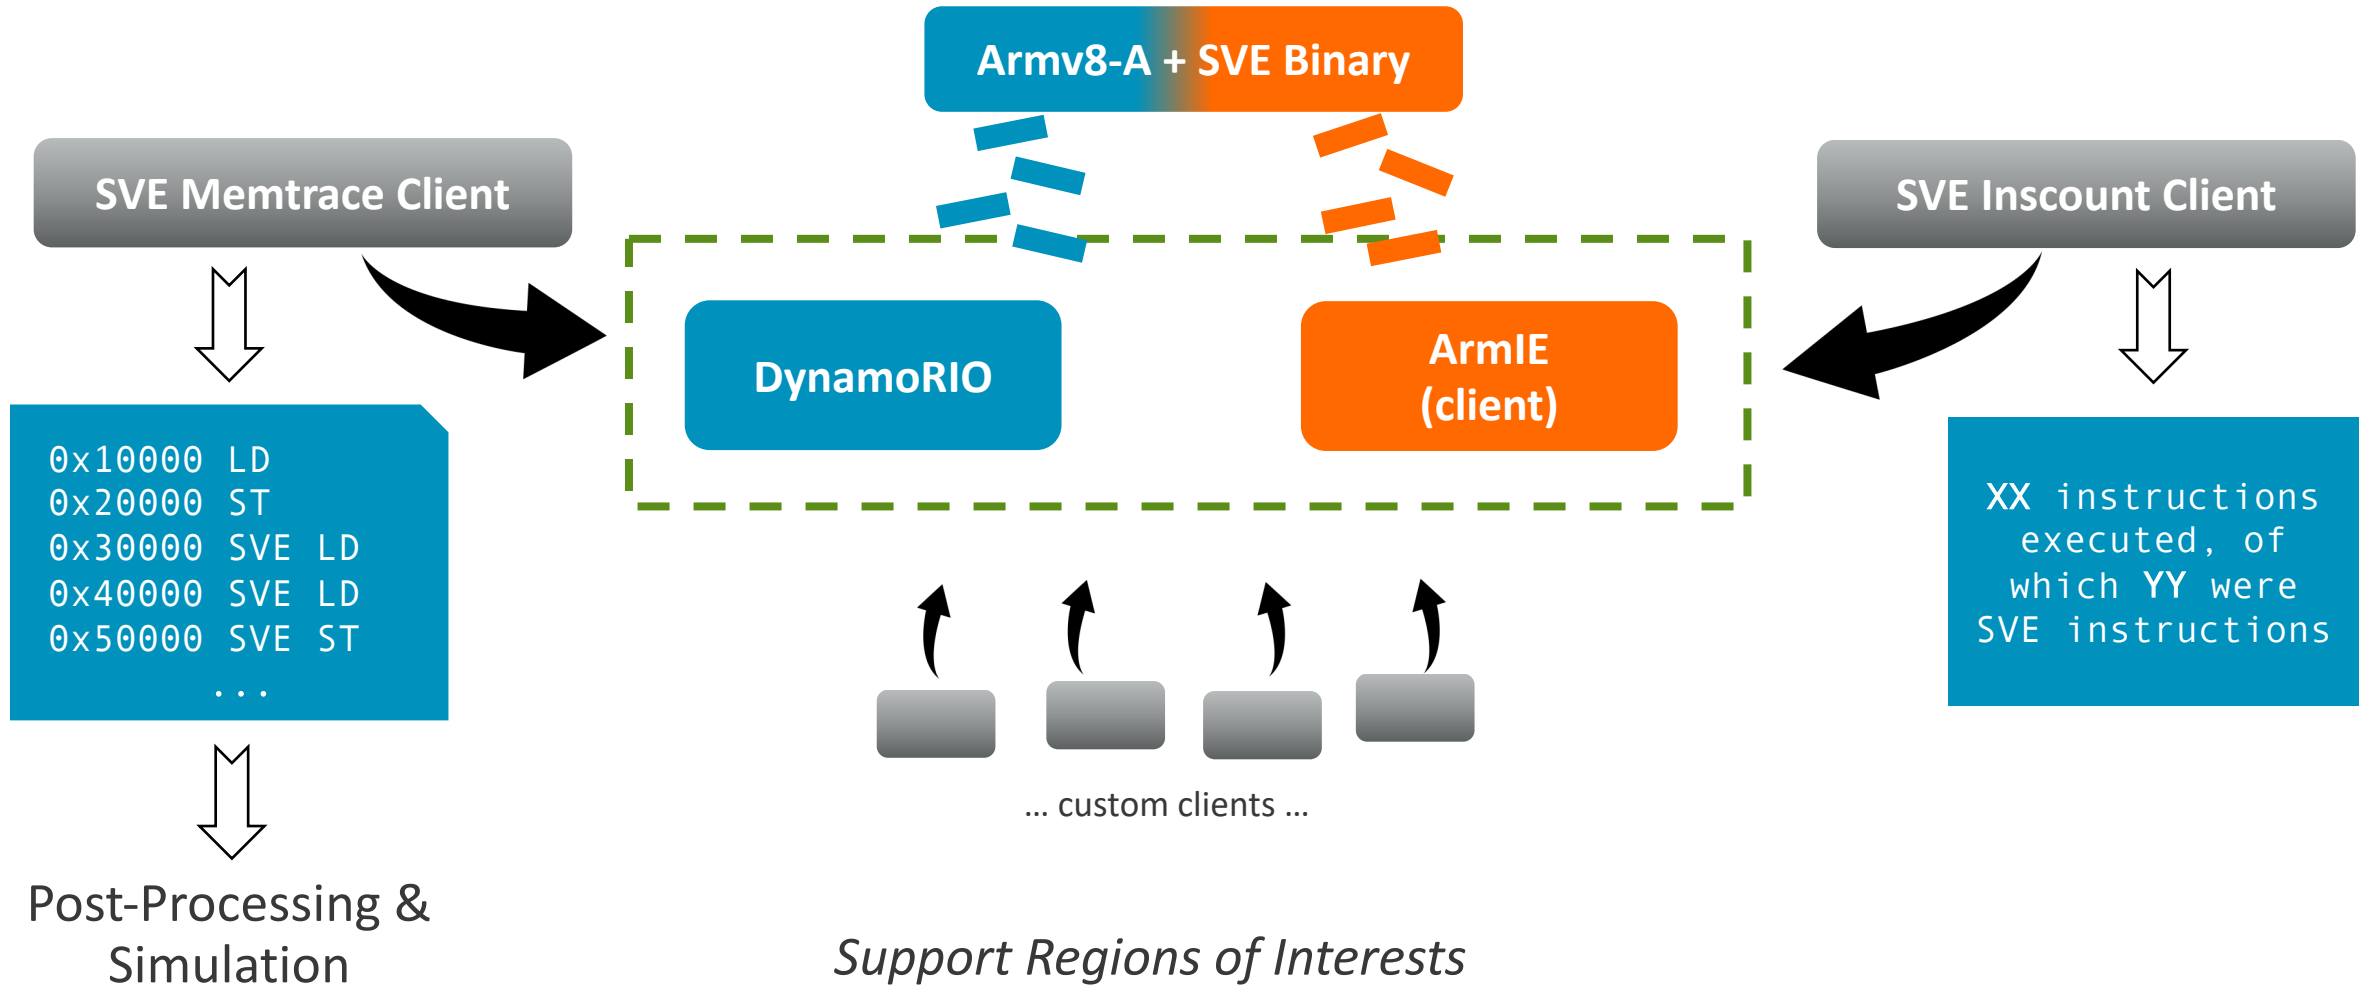 Armv8-A + SVE Binary
SVE Memtrace Client
SVE Inscount Client
DynamoRIO
ArmIE
(client)
0x10000 LD
0x20000 ST
0x30000 SVE LD
0x40000 SVE LD
0x50000 SVE ST
...
XX instructions
executed, of
which YY were
SVE instructions
... custom clients ...
Post-Processing &
Simulation
Support Regions of Interests